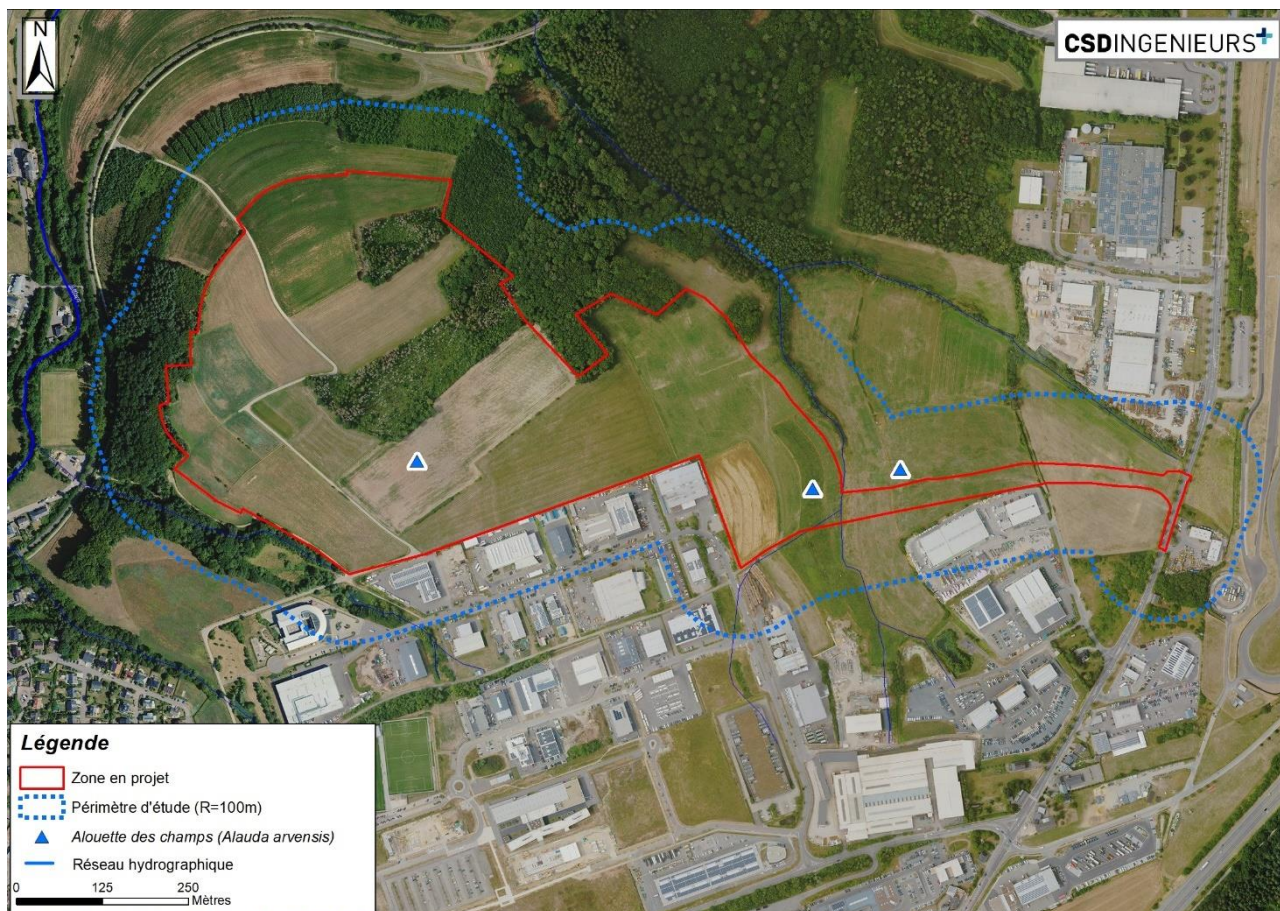 N
CSDINGENIEURS+
Légende
Zone en projet
Périmètre d'étude (R=100m)
Alouette des champs (Alauda arvensis)
Réseau hydrographique
0 125 250
Mètres